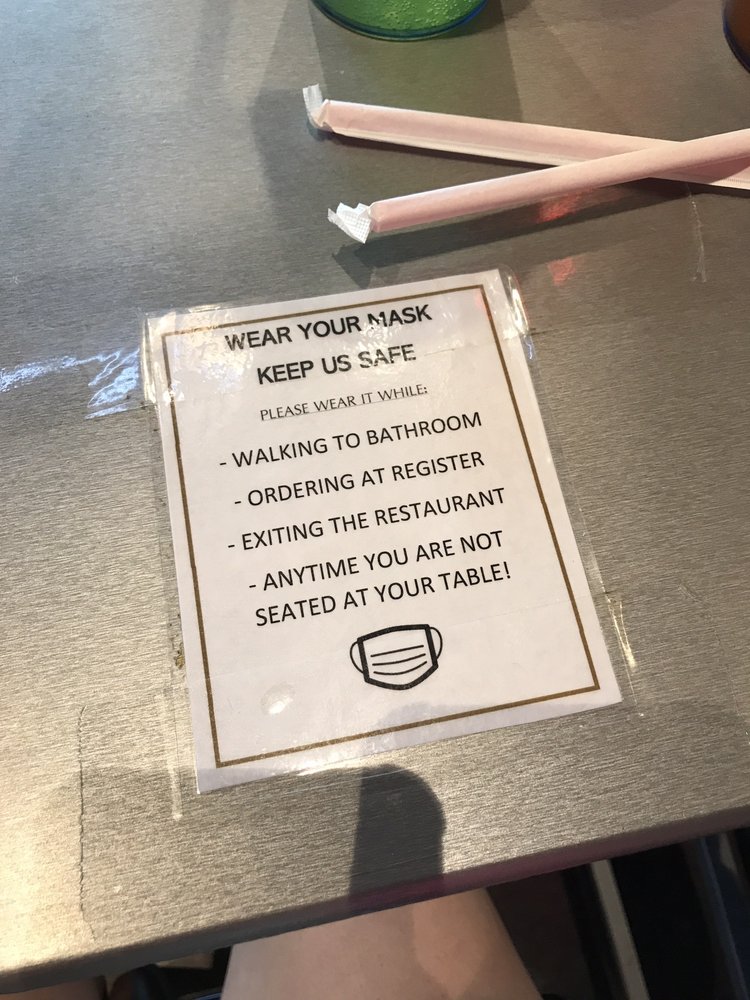 WEAR YOUR MASK
KEEP US SAFE
PLEASE WEAR IT WHILE:
- WALKING TO BATHROOM
- ORDERING AT REGISTER
- EXITING THE RESTAURANT
- ANYTIME YOU ARE NOT
SEATED AT YOUR TABLE!